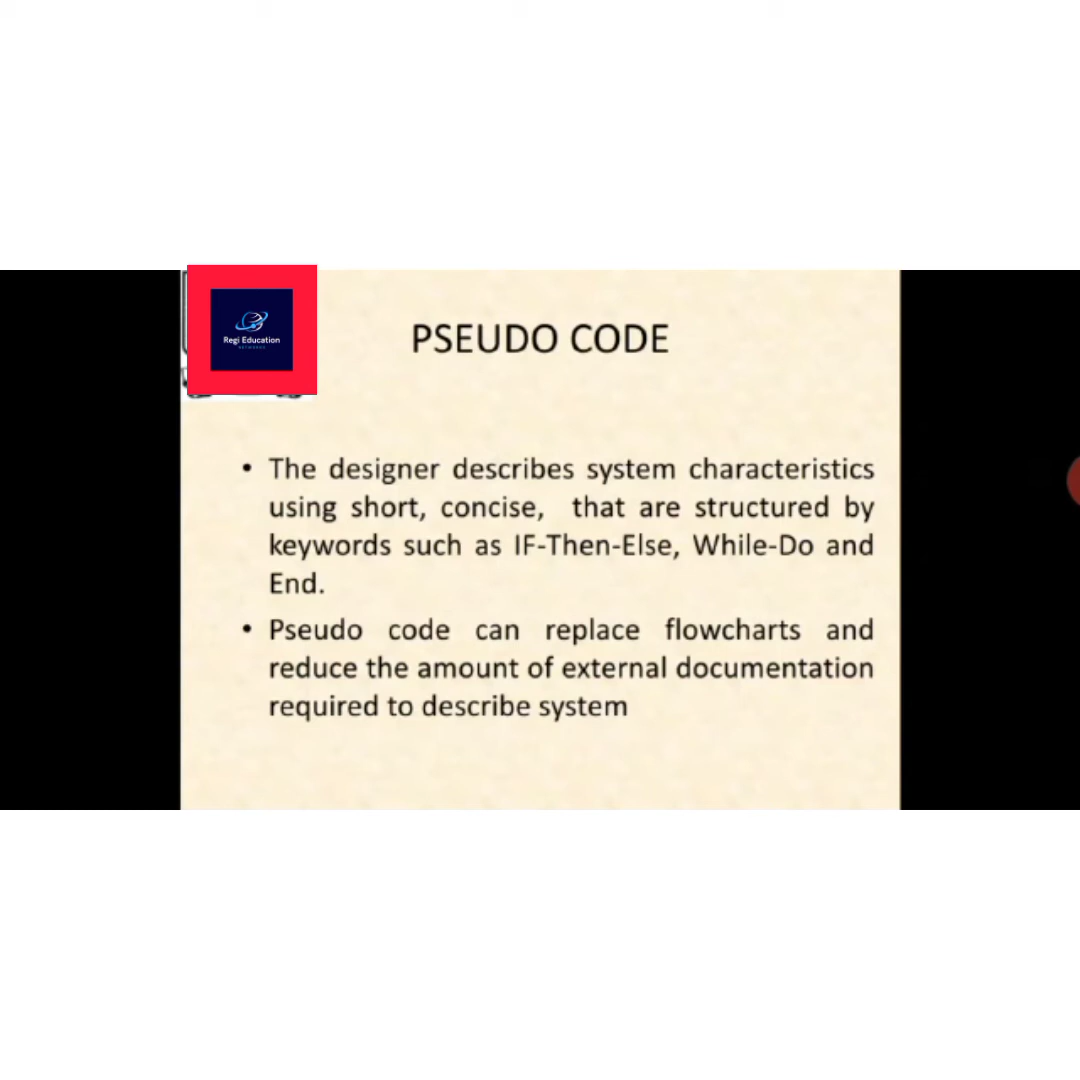 Regi Education
NETWORKS
PSEUDO CODE
• The designer describes system characteristics
using short, concise, that are structured by
keywords such as IF-Then-Else, While-Do and
End.
• Pseudo code can replace flowcharts and
reduce the amount of external documentation
required to describe system